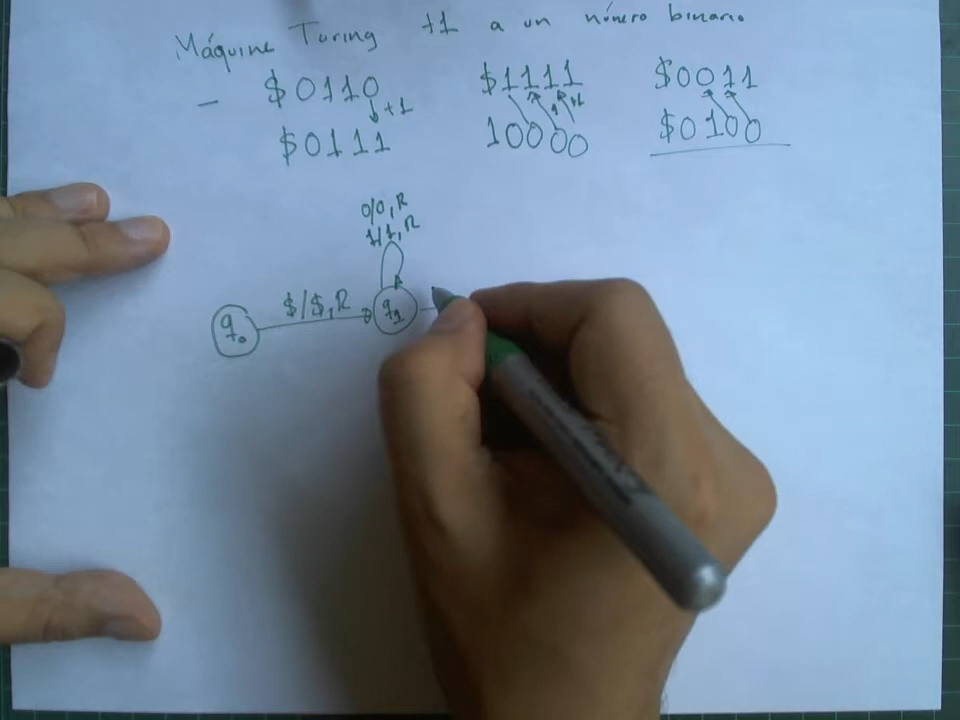 Máquina Turing +1 a un número binario
$0110 $1111 $0011
+1 +1
$0111 10000 $0100
0/0,R
1/1,R
$/$,R
q0 q1